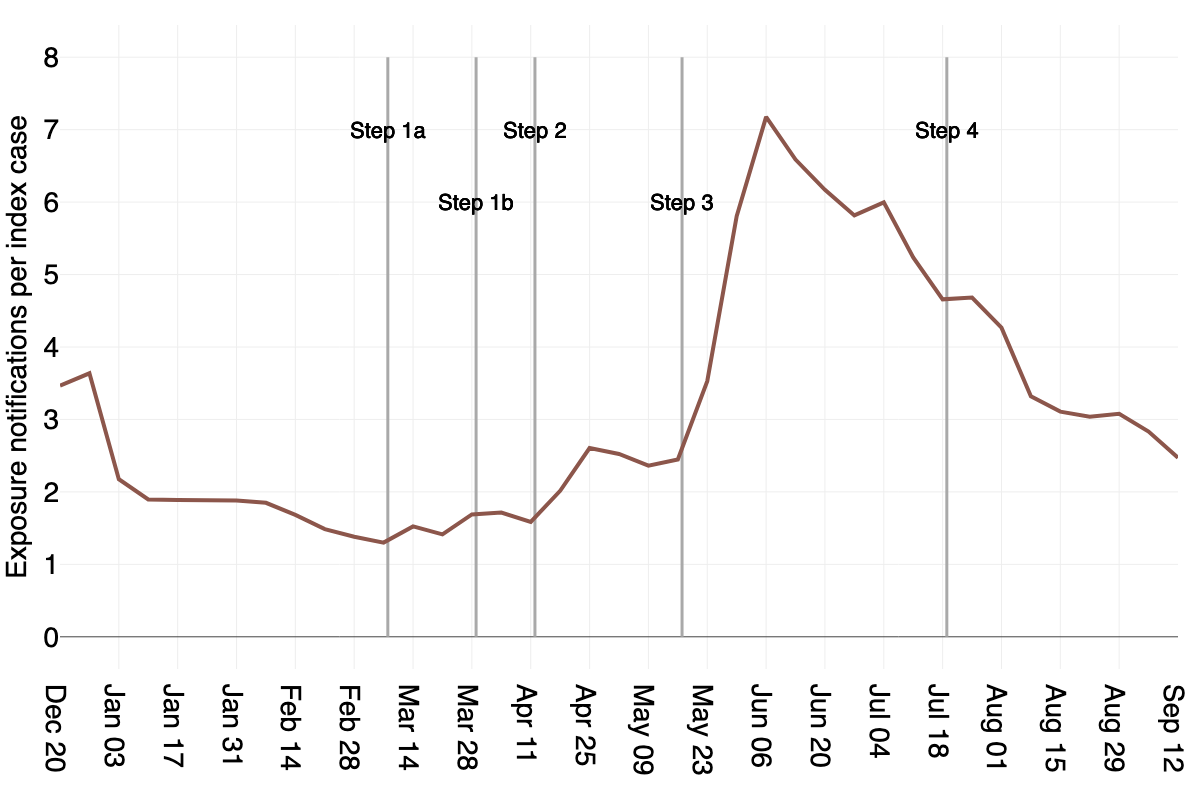 Exposure notifications per index case
8
7
6
5
4
3
2
1
0
Step 1a
Step 2
Step 4
Step 1b
Step 3
Dec 20
Jan 03
Jan 17
Jan 31
Feb 14
Feb 28
Mar 14
Mar 28
Apr 11
Apr 25
May 09
May 23
Jun 06
Jun 20
Jul 04
Jul 18
Aug 01
Aug 15
Aug 29
Sep 12